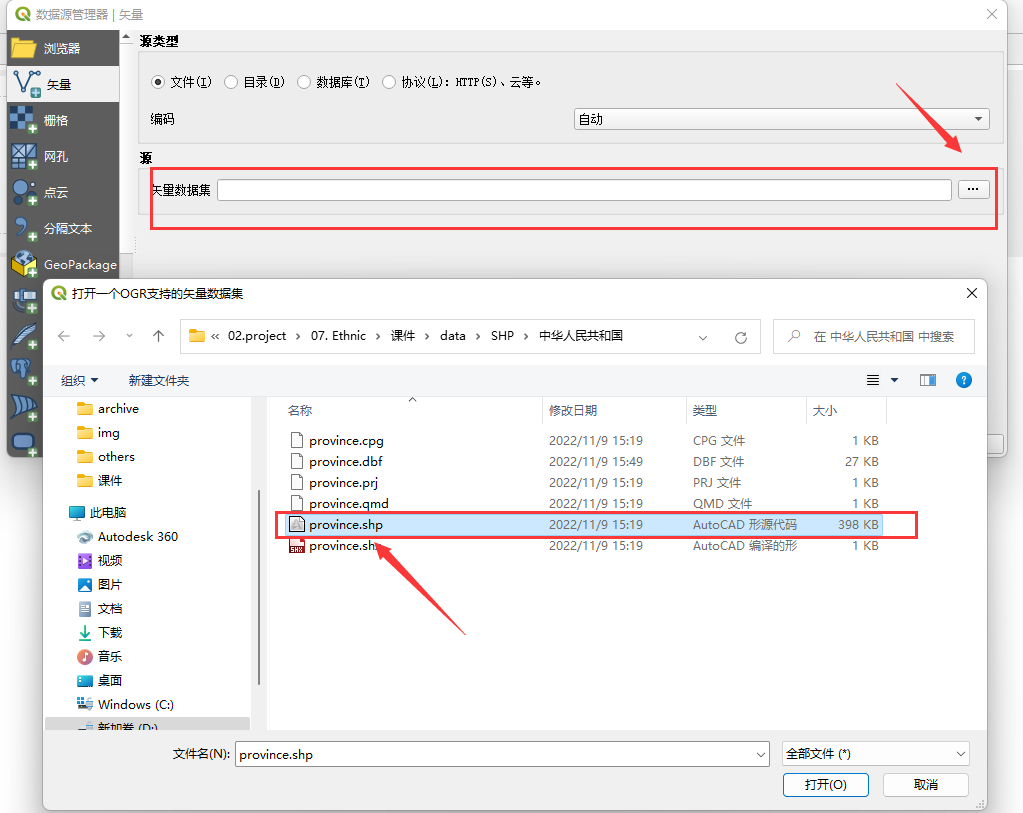 数据源管理器 | 矢量
浏览器
矢量
栅格
网孔
点云
分隔文本
GeoPackage
源类型
文件(I) 目录(D) 数据库(T) 协议(L): HTTP(S)、云等。
编码 自动
源
矢量数据集 ...
打开一个OGR支持的矢量数据集
« 02.project › 07. Ethnic › 课件 › data › SHP › 中华人民共和国
在 中华人民共和国 中搜索
组织 新建文件夹
archive
img
others
课件
此电脑
Autodesk 360
视频
图片
文档
下载
音乐
桌面
Windows (C:)
新加卷 (D:)
名称 修改日期 类型 大小
province.cpg 2022/11/9 15:19 CPG 文件 1 KB
province.dbf 2022/11/9 15:49 DBF 文件 27 KB
province.prj 2022/11/9 15:19 PRJ 文件 1 KB
province.qmd 2022/11/9 15:19 QMD 文件 1 KB
province.shp 2022/11/9 15:19 AutoCAD 形源代码 398 KB
SHX province.sh 2022/11/9 15:19 AutoCAD 编译的形 1 KB
文件名(N): province.shp 全部文件 (*)
打开(O) 取消